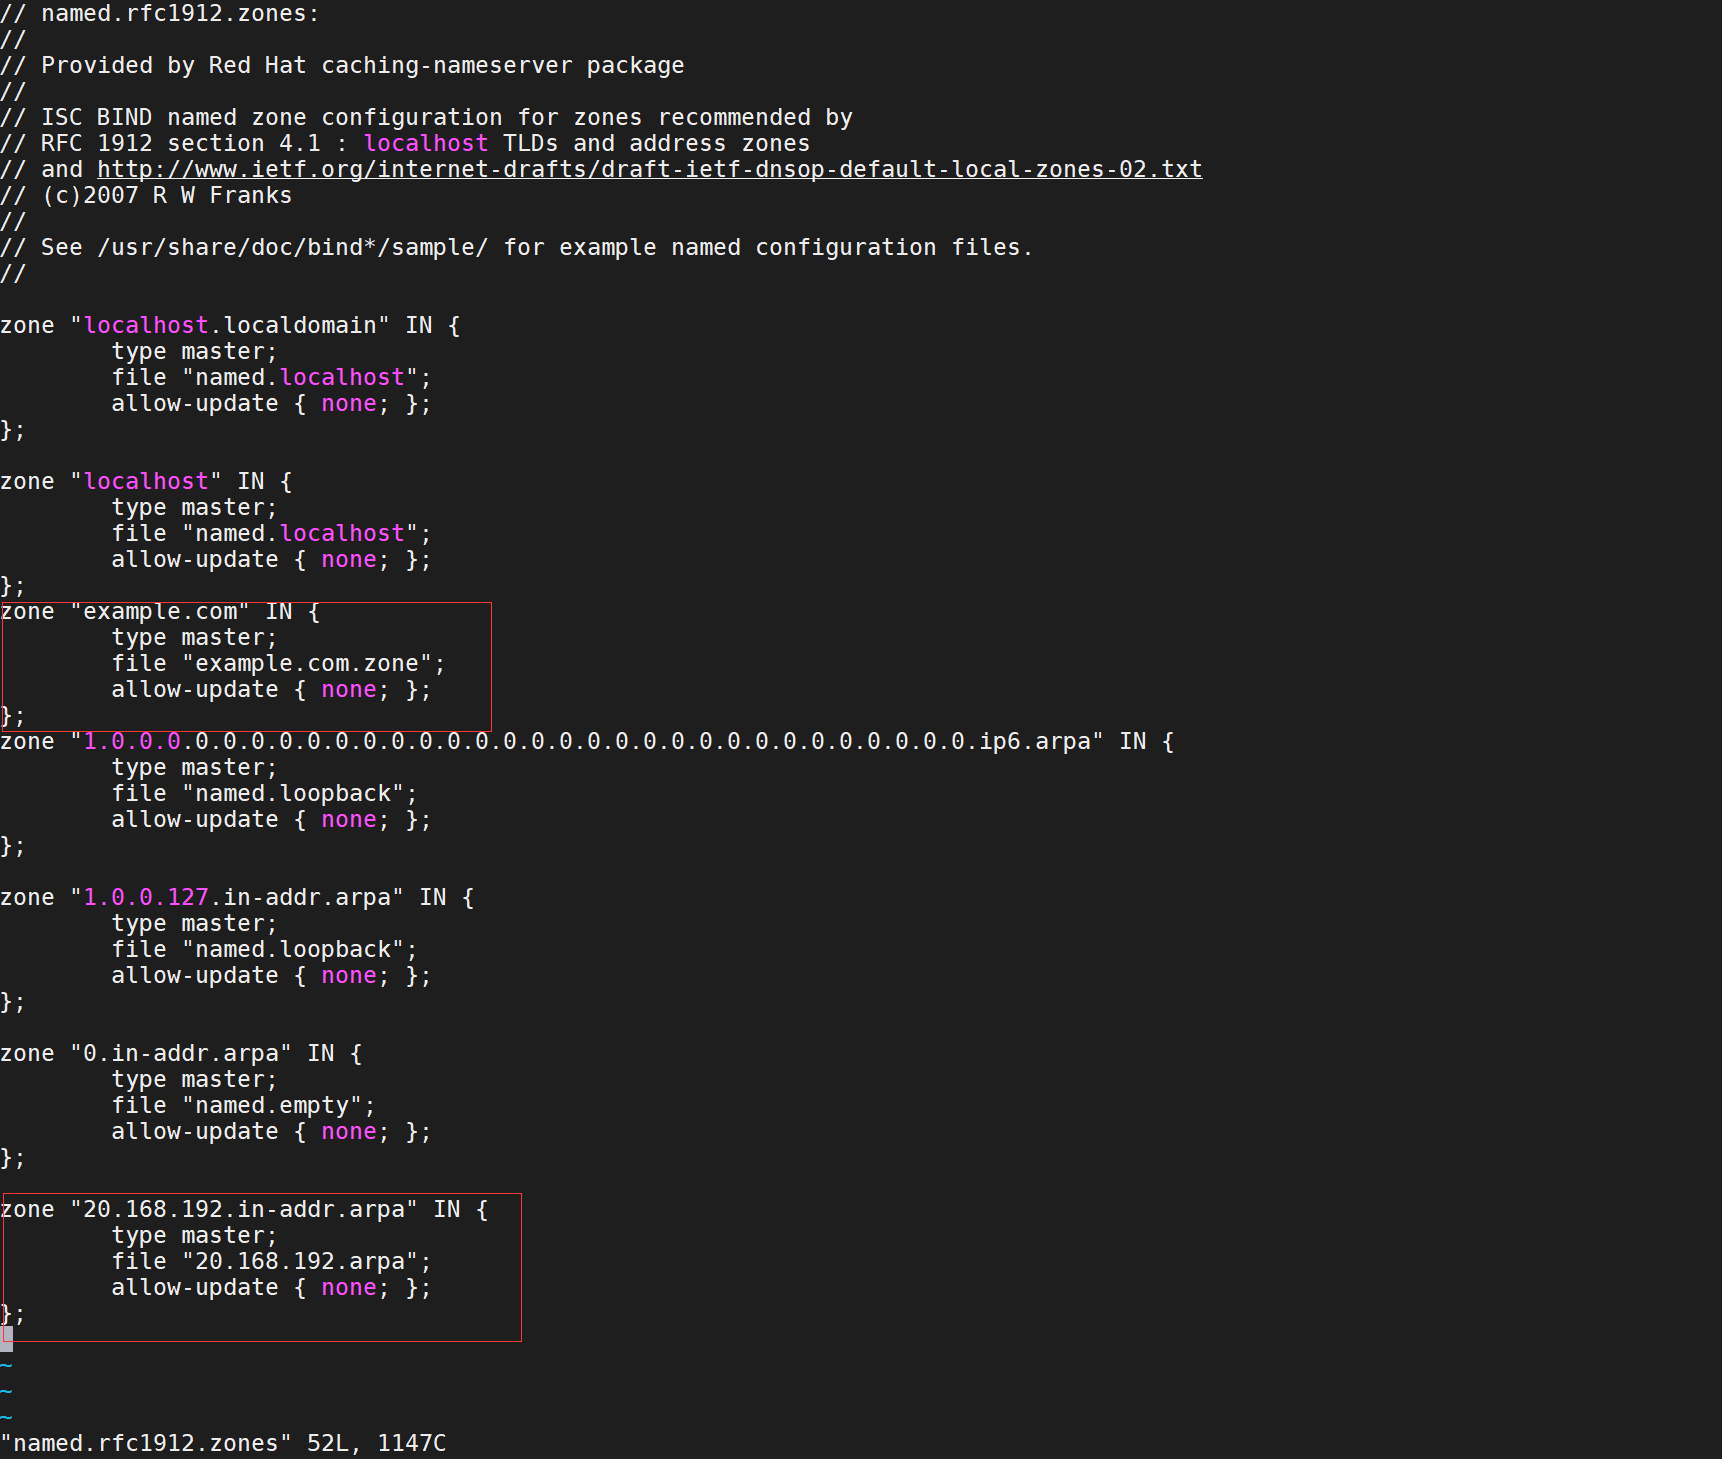 // named.rfc1912.zones:
//
// Provided by Red Hat caching-nameserver package
//
// ISC BIND named zone configuration for zones recommended by
// RFC 1912 section 4.1 : localhost TLDs and address zones
// and http://www.ietf.org/internet-drafts/draft-ietf-dnsop-default-local-zones-02.txt
// (c)2007 R W Franks
//
// See /usr/share/doc/bind*/sample/ for example named configuration files.
//
zone "localhost.localdomain" IN {
        type master;
        file "named.localhost";
        allow-update { none; };
};
zone "localhost" IN {
        type master;
        file "named.localhost";
        allow-update { none; };
};
zone "example.com" IN {
        type master;
        file "example.com.zone";
        allow-update { none; };
};
zone "1.0.0.0.0.0.0.0.0.0.0.0.0.0.0.0.0.0.0.0.0.0.0.0.0.0.0.0.0.0.0.0.ip6.arpa" IN {
        type master;
        file "named.loopback";
        allow-update { none; };
};
zone "1.0.0.127.in-addr.arpa" IN {
        type master;
        file "named.loopback";
        allow-update { none; };
};
zone "0.in-addr.arpa" IN {
        type master;
        file "named.empty";
        allow-update { none; };
};
zone "20.168.192.in-addr.arpa" IN {
        type master;
        file "20.168.192.arpa";
        allow-update { none; };
};
~
~
~
"named.rfc1912.zones" 52L, 1147C